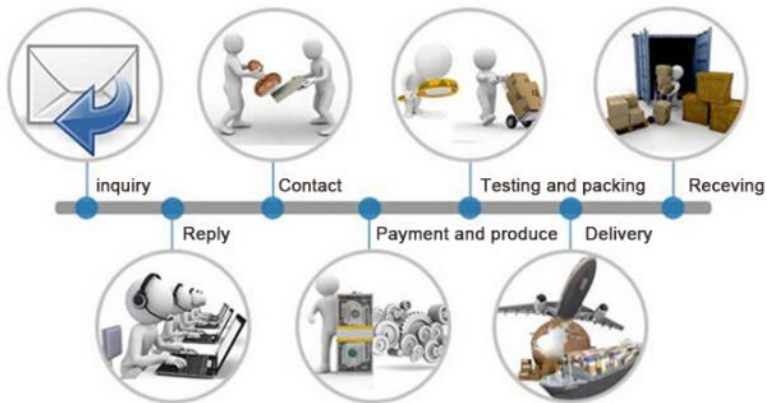 inquiry
Reply
Contact
Payment and produce
Testing and packing
Delivery
Receving